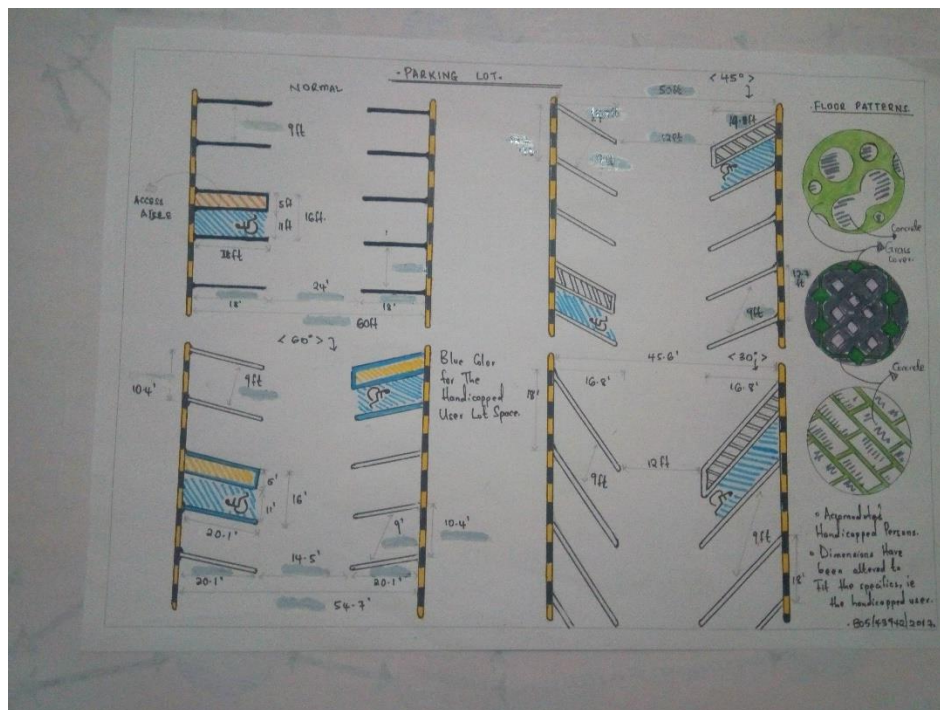 PARKING LOT.
NORMAL
9ft
ACCESS
AISLE
5ft
11ft
16ft.
18ft
24'
18'
18'
60ft
<45°>
50ft
12ft
19.8ft
9ft
<60°>
10.4'
9ft
Blue Color
for The
Handicapped
User Lot Space.
5'
11'
16'
20.1'
14.5'
20.1'
20.1'
9'
10.4'
54.7'
45.6'
<30°>
16.8'
16.8'
18'
12ft
9ft
9ft
18'
FLOOR PATTERNS
Concrete
Grass
Cover.
Concrete
Accomodated
Handicapped Persons.
Dimensions Have
been altered to
Fit the specifics, ie
the handicapped user.